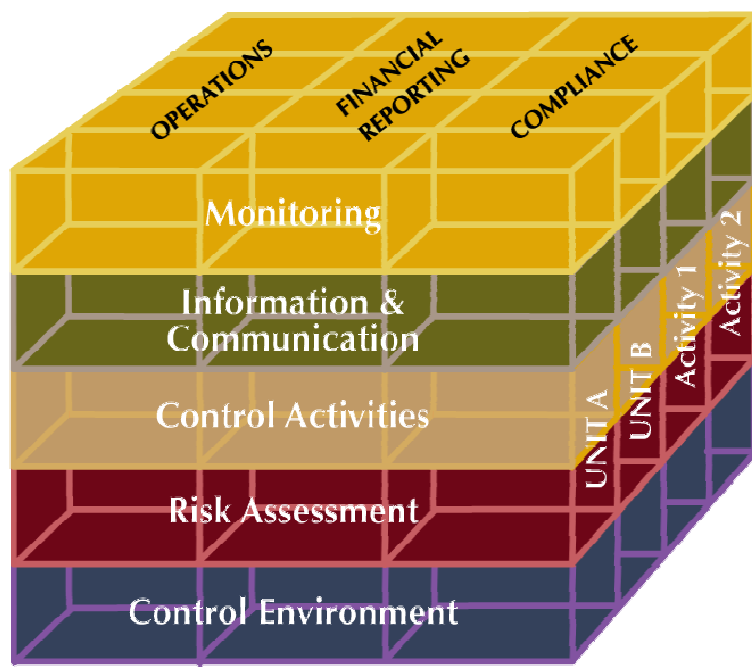 OPERATIONS
FINANCIAL
REPORTING
COMPLIANCE
Monitoring
Information &
Communication
Control Activities
Risk Assessment
Control Environment
UNIT A
UNIT B
Activity 1
Activity 2